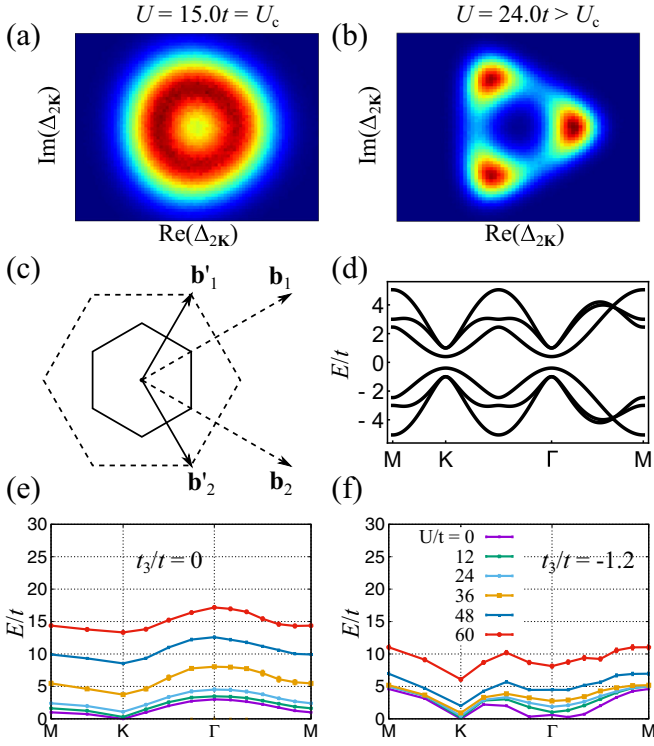 U = 15.0t = Uc
U = 24.0t > Uc
(a)
(b)
Im(Δ2K)
Im(Δ2K)
Re(Δ2K)
Re(Δ2K)
(c)
b'1
b1
b'2
b2
(d)
E/t
4
2
0
- 2
- 4
M K Γ M
(e)
E/t
30
25
20
15
10
5
0
t3/t = 0
M K Γ M
(f)
E/t
30
25
20
15
10
5
0
U/t = 0
12
24
36
48
60
t3/t = -1.2
M K Γ M